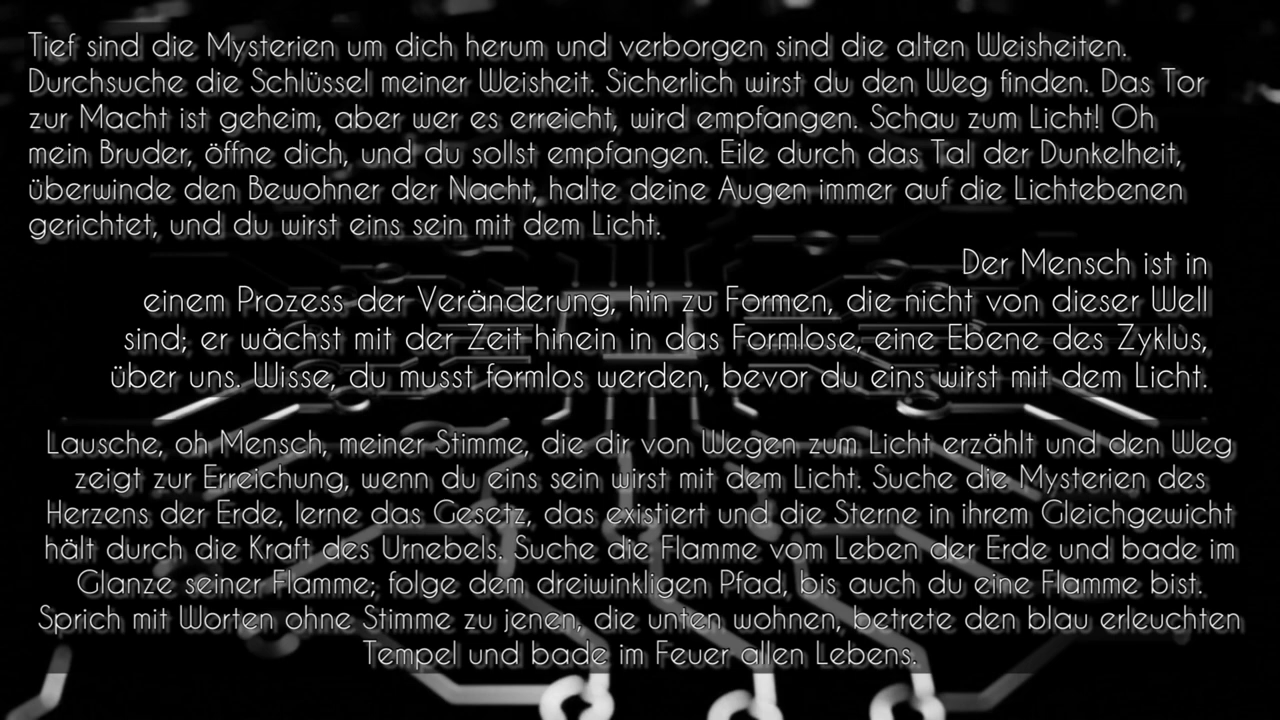 Tief sind die Mysterien um dich herum und verborgen sind die alten Weisheiten.
Durchsuche die Schlüssel meiner Weisheit. Sicherlich wirst du den Weg finden. Das Tor
zur Macht ist geheim, aber wer es erreicht, wird empfangen. Schau zum Licht! Oh
mein Bruder, öffne dich, und du sollst empfangen. Eile durch das Tal der Dunkelheit,
überwinde den Bewohner der Nacht, halte deine Augen immer auf die Lichtebenen
gerichtet, und du wirst eins sein mit dem Licht.
Der Mensch ist in
einem Prozess der Veränderung, hin zu Formen, die nicht von dieser Well
sind; er wächst mit der Zeit hinein in das Formlose, eine Ebene des Zyklus,
über uns. Wisse, du musst formlos werden, bevor du eins wirst mit dem Licht.
Lausche, oh Mensch, meiner Stimme, die dir von Wegen zum Licht erzählt und den Weg
zeigt zur Erreichung, wenn du eins sein wirst mit dem Licht. Suche die Mysterien des
Herzens der Erde, lerne das Gesetz, das existiert und die Sterne in ihrem Gleichgewicht
hält durch die Kraft des Urnebels. Suche die Flamme vom Leben der Erde und bade im
Glanze seiner Flamme; folge dem dreiwinkligen Pfad, bis auch du eine Flamme bist.
Sprich mit Worten ohne Stimme zu jenen, die unten wohnen, betrete den blau erleuchten
Tempel und bade im Feuer allen Lebens.